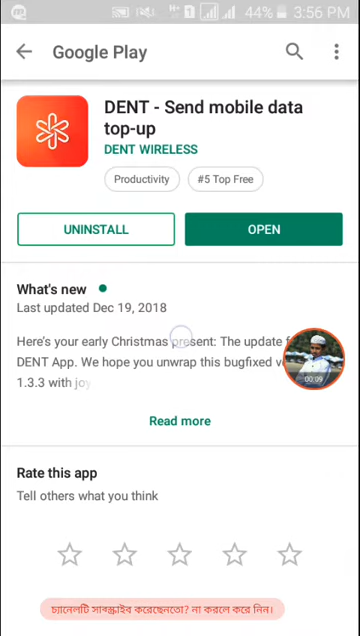 44% 3:56 PM
Google Play
DENT - Send mobile data
top-up
DENT WIRELESS
Productivity
#5 Top Free
UNINSTALL
OPEN
What's new
Last updated Dec 19, 2018
Here's your early Christmas present: The update
DENT App. We hope you unwrap this bugfixed
1.3.3 with joy
00:09
Read more
Rate this app
Tell others what you think
চ্যানেলটি সাবস্ক্রাইব করেছেনতো? না করলে করে নিন।